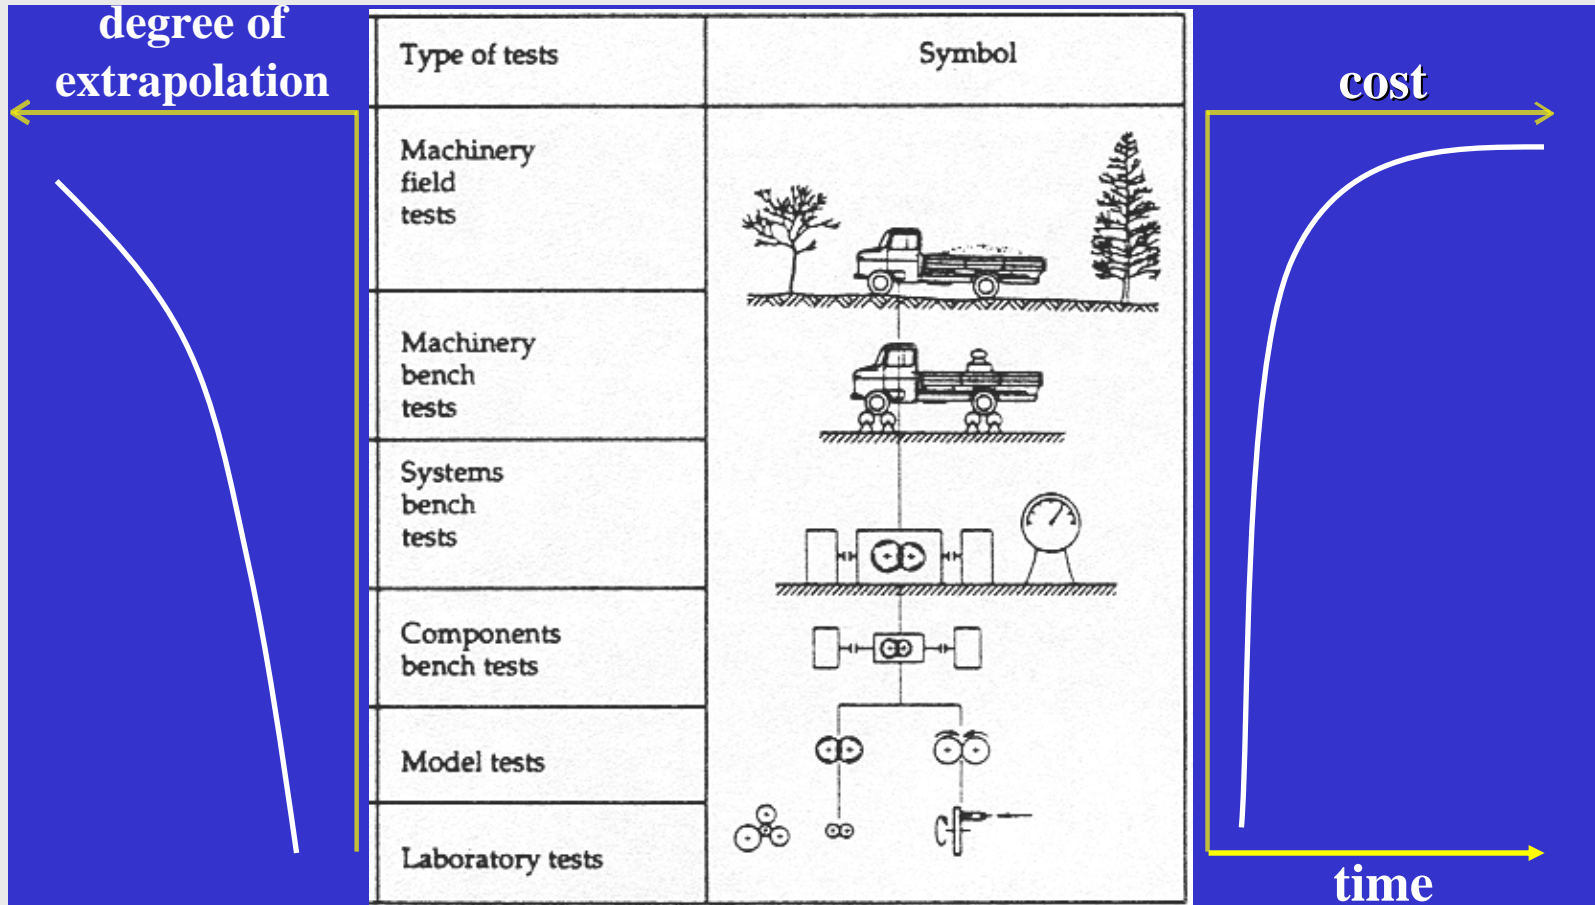 degree of
extrapolation
Type of tests
Symbol
cost
Machinery
field
tests
Machinery
bench
tests
Systems
bench
tests
Components
bench tests
Model tests
Laboratory tests
time